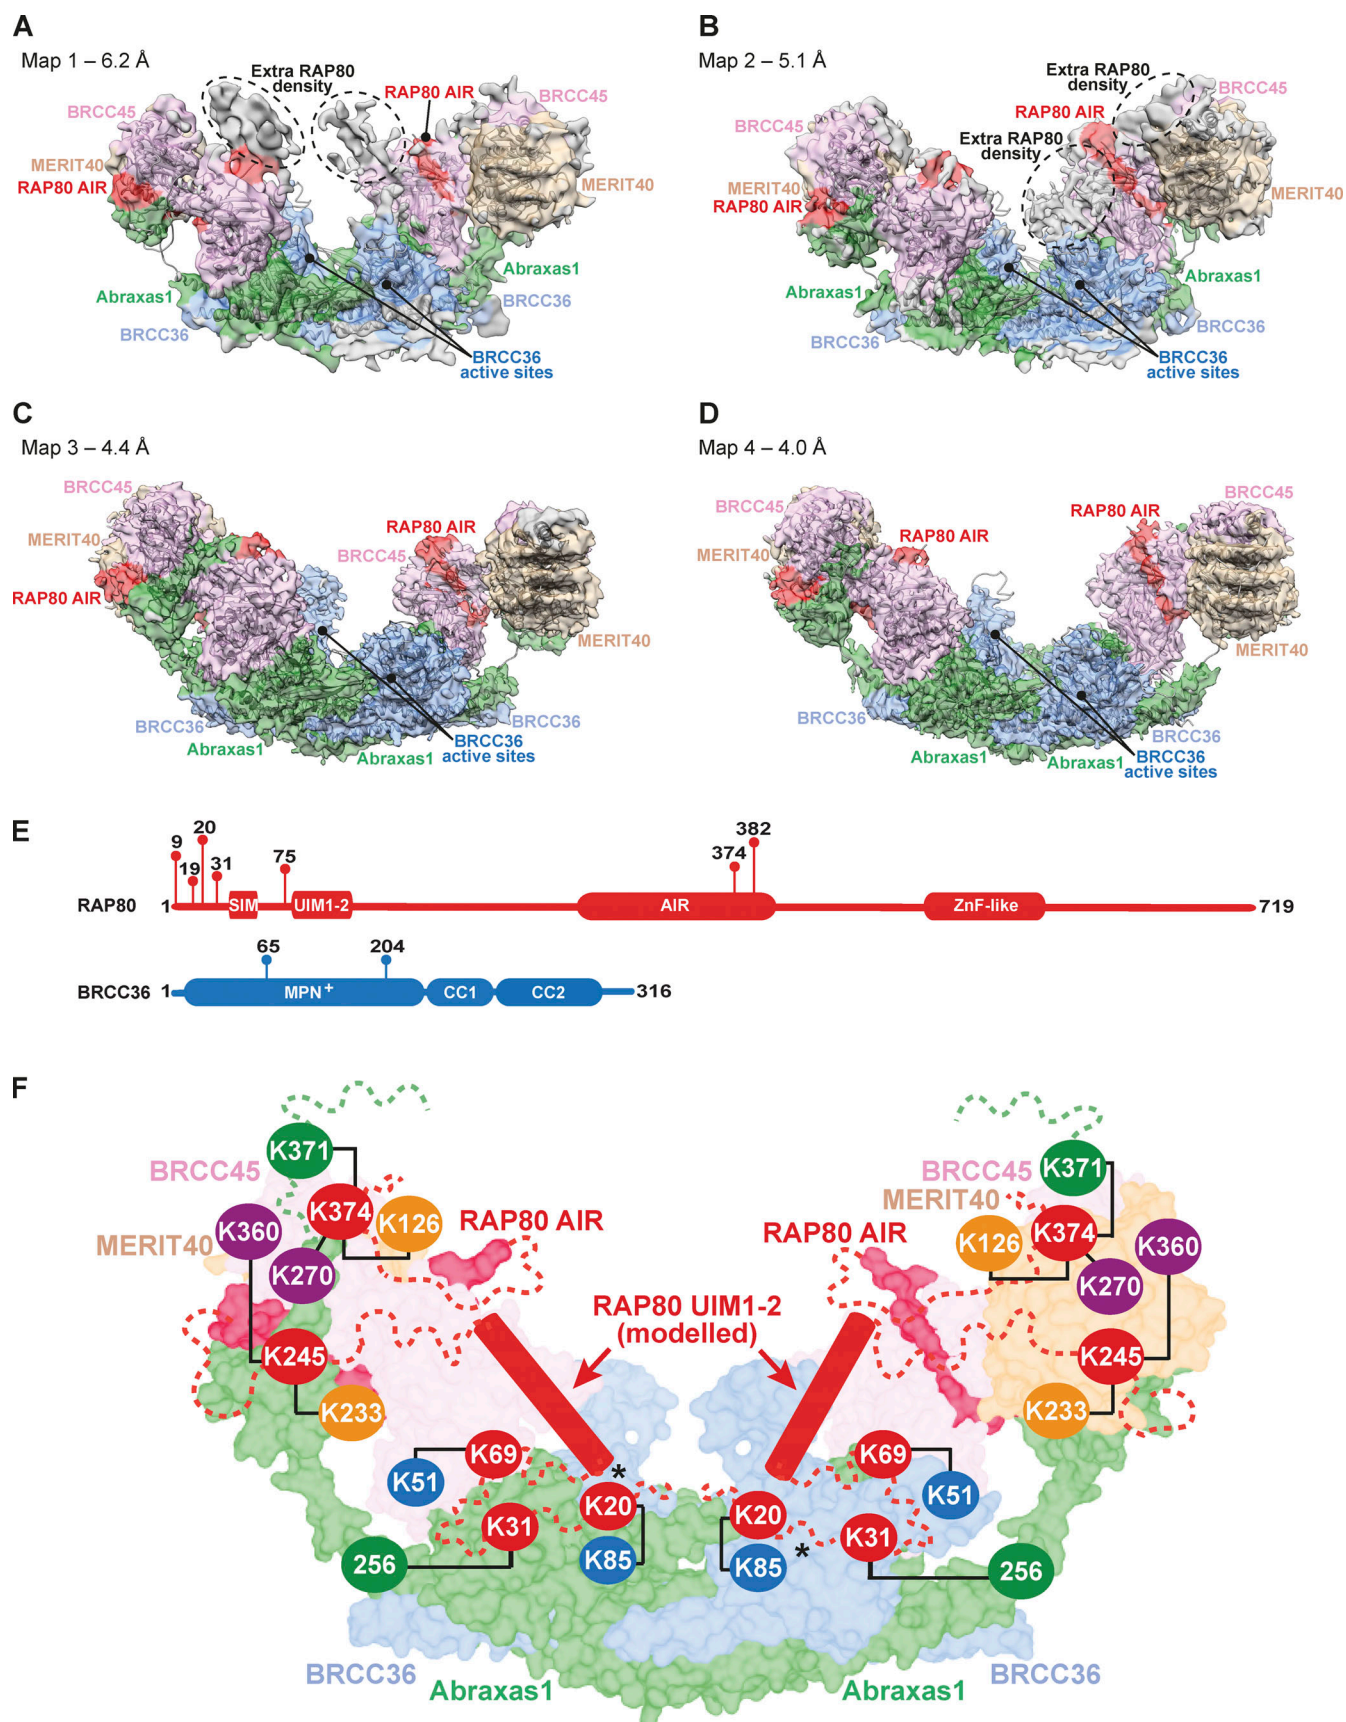 A
Map 1 – 6.2 Å
Extra RAP80
density
RAP80 AIR
BRCC45
BRCC45
MERIT40
RAP80 AIR
MERIT40
Abraxas1
Abraxas1
BRCC36
BRCC36
BRCC36
active sites
B
Map 2 – 5.1 Å
Extra RAP80
density
BRCC45
RAP80 AIR
BRCC45
Extra RAP80
density
MERIT40
RAP80 AIR
MERIT40
Abraxas1
Abraxas1
BRCC36
BRCC36
BRCC36
active sites
C
Map 3 – 4.4 Å
BRCC45
RAP80 AIR
MERIT40
BRCC45
RAP80 AIR
MERIT40
BRCC36
BRCC36
Abraxas1
Abraxas1
BRCC36
active sites
D
Map 4 – 4.0 Å
BRCC45
BRCC45
RAP80 AIR
MERIT40
RAP80 AIR
MERIT40
BRCC36
BRCC36
Abraxas1
Abraxas1
BRCC36
active sites
E
9
19
20
31
75
374
382
RAP80
1
SIM
UIM1-2
AIR
ZnF-like
719
65
204
BRCC36
1
MPN+
CC1
CC2
316
F
K371
BRCC45
K374
K360
K126
RAP80 AIR
MERIT40
K270
K245
K233
RAP80 UIM1-2
(modelled)
K69
K51
*
K20
K31
K85
256
BRCC36
Abraxas1
K371
BRCC45
MERIT40
K374
K126
K360
RAP80 AIR
K270
K245
K233
K69
K51
K20
K31
K85
*
256
Abraxas1
BRCC36